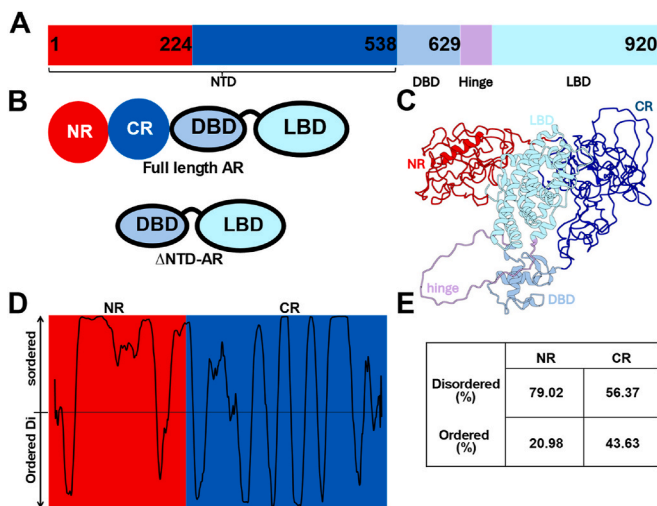 A
1 224 538 629 920
NTD DBD Hinge LBD
B
NR CR DBD LBD
Full length AR
DBD LBD
ΔNTD-AR
C
LBD CR
NR
hinge
DBD
D
NR CR
sordered
Ordered Di
E
NR CR
Disordered (%) 79.02 56.37
Ordered (%) 20.98 43.63